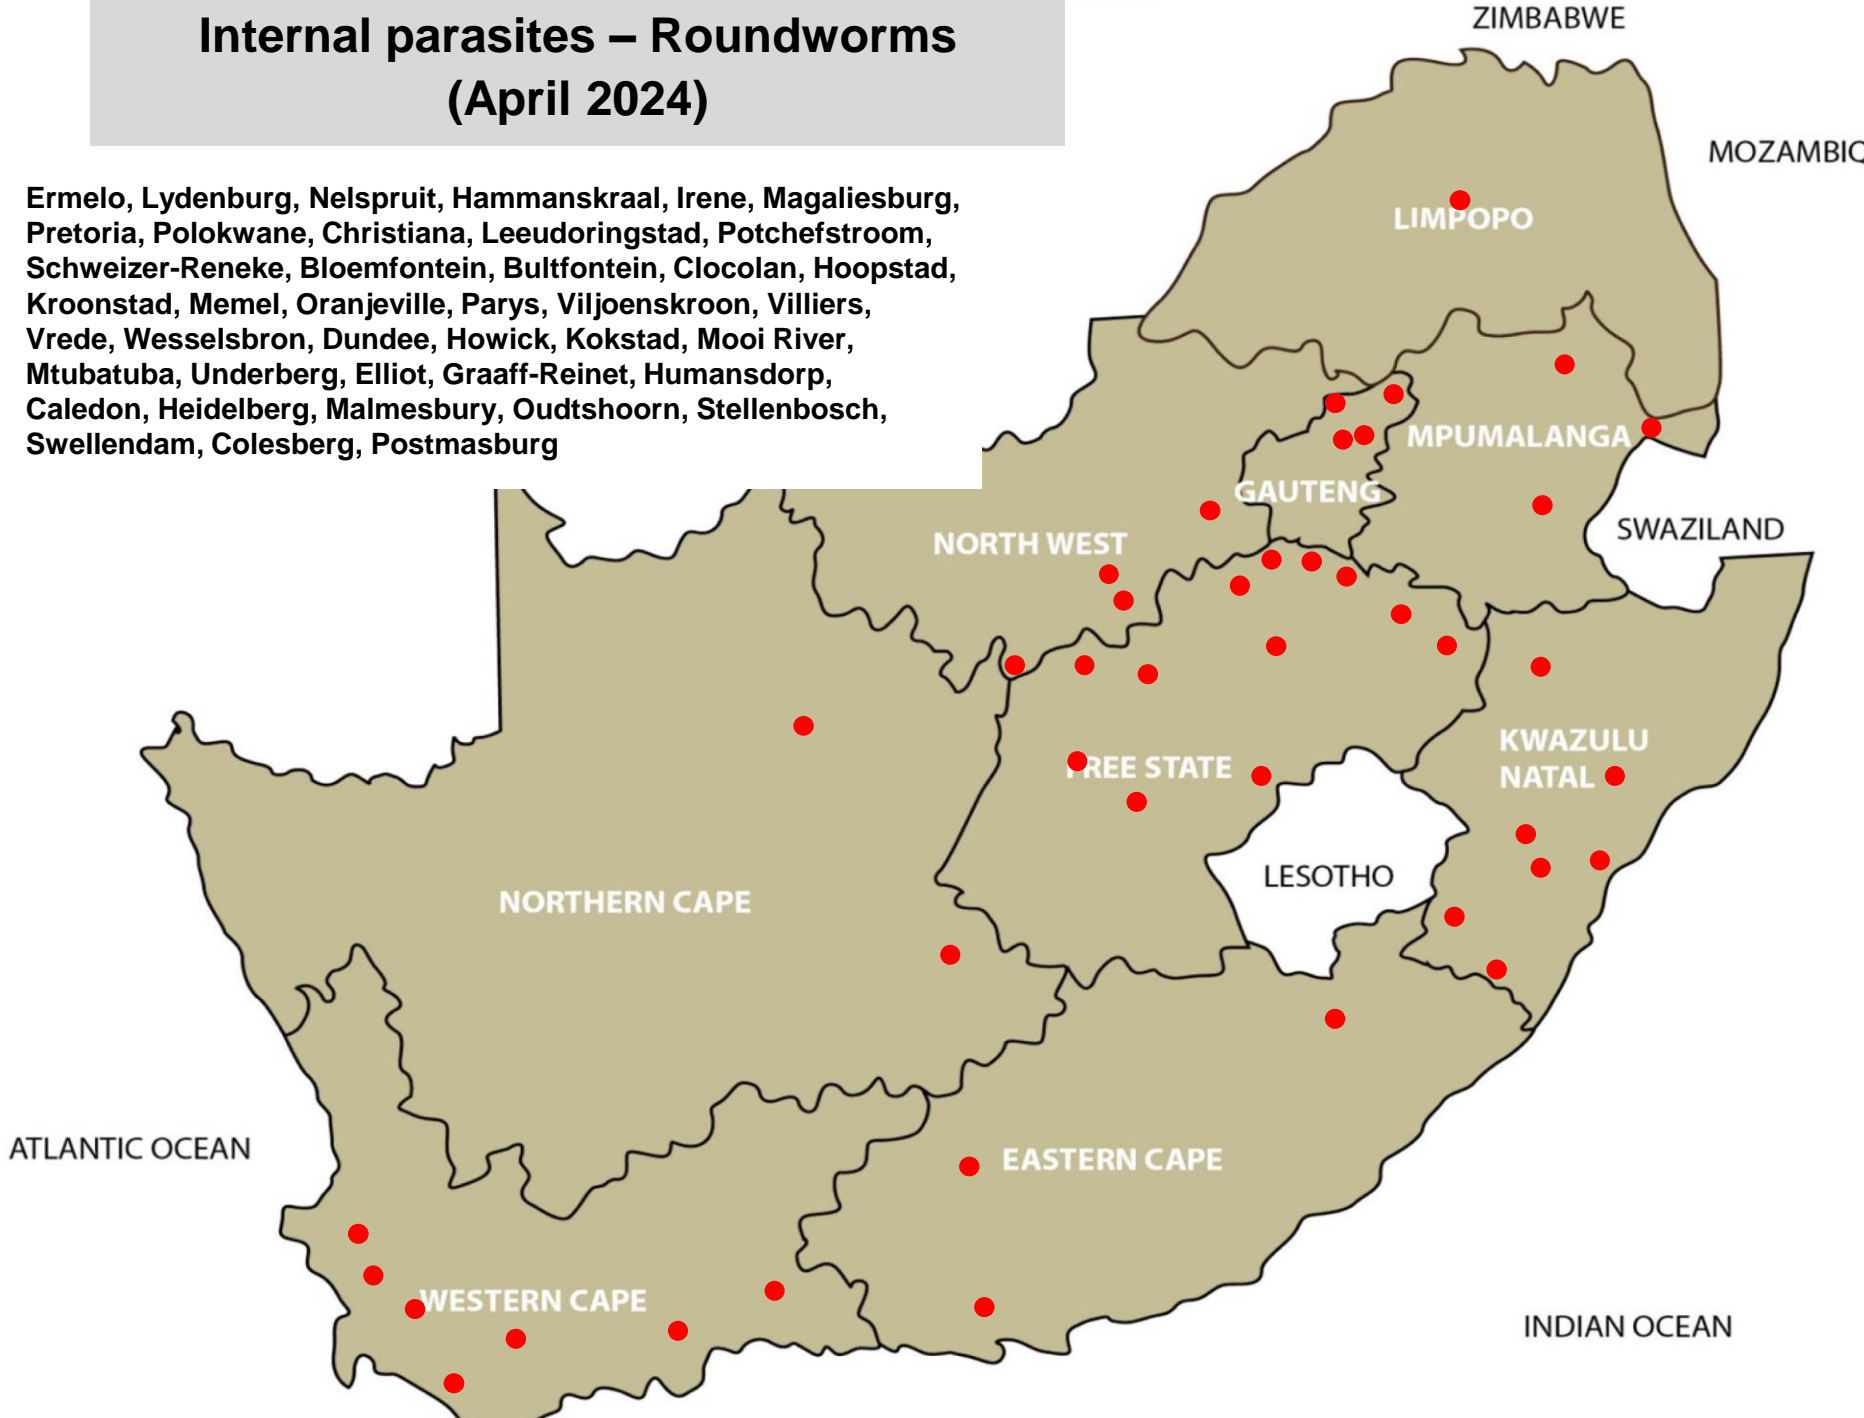 Internal parasites – Roundworms
(April 2024)
Ermelo, Lydenburg, Nelspruit, Hammanskraal, Irene, Magaliesburg,
Pretoria, Polokwane, Christiana, Leeudoringstad, Potchefstroom,
Schweizer-Reneke, Bloemfontein, Bultfontein, Clocolan, Hoopstad,
Kroonstad, Memel, Oranjeville, Parys, Viljoenskroon, Villiers,
Vrede, Wesselsbron, Dundee, Howick, Kokstad, Mooi River,
Mtubatuba, Underberg, Elliot, Graaff-Reinet, Humansdorp,
Caledon, Heidelberg, Malmesbury, Oudtshoorn, Stellenbosch,
Swellendam, Colesberg, Postmasburg
ZIMBABWE
MOZAMBIQ
LIMPOPO
MPUMALANGA
GAUTENG
SWAZILAND
NORTH WEST
KWAZULU
NATAL
FREE STATE
LESOTHO
NORTHERN CAPE
ATLANTIC OCEAN
EASTERN CAPE
WESTERN CAPE
INDIAN OCEAN